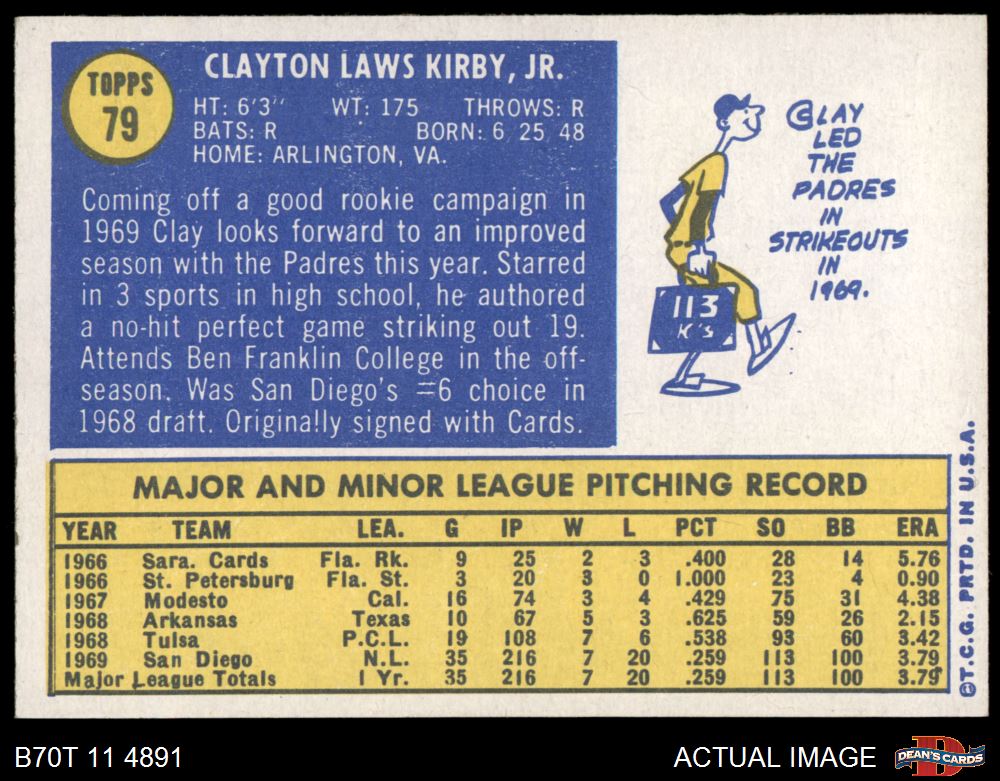 TOPPS
79
CLAYTON LAWS KIRBY, JR.
HT: 6'3" WT: 175 THROWS: R
BATS: R BORN: 6 25 48
HOME: ARLINGTON, VA.
Coming off a good rookie campaign in
1969 Clay looks forward to an improved
season with the Padres this year. Starred
in 3 sports in high school, he authored
a no-hit perfect game striking out 19.
Attends Ben Franklin College in the off-
season. Was San Diego's #6 choice in
1968 draft. Originally signed with Cards.
CLAY
LED
THE
PADRES
IN
STRIKEOUTS
IN
1969.
113
K's
MAJOR AND MINOR LEAGUE PITCHING RECORD
YEAR TEAM LEA. G IP W L PCT SO BB ERA
1966 Sara. Cards Fla. Rk. 9 25 2 3 .400 28 14 5.76
1966 St. Petersburg Fla. St. 3 20 3 0 1.000 23 4 0.90
1967 Modesto Cal. 16 74 3 4 .429 75 31 4.38
1968 Arkansas Texas 10 67 5 3 .625 59 26 2.15
1968 Tulsa P.C.L. 19 108 7 6 .538 93 60 3.42
1969 San Diego N.L. 35 216 7 20 .259 113 100 3.79
Major League Totals 1 Yr. 35 216 7 20 .259 113 100 3.79
©T.C.G. PRTD. IN U.S.A.
B70T 11 4891
ACTUAL IMAGE
D
DEAN'S CARDS